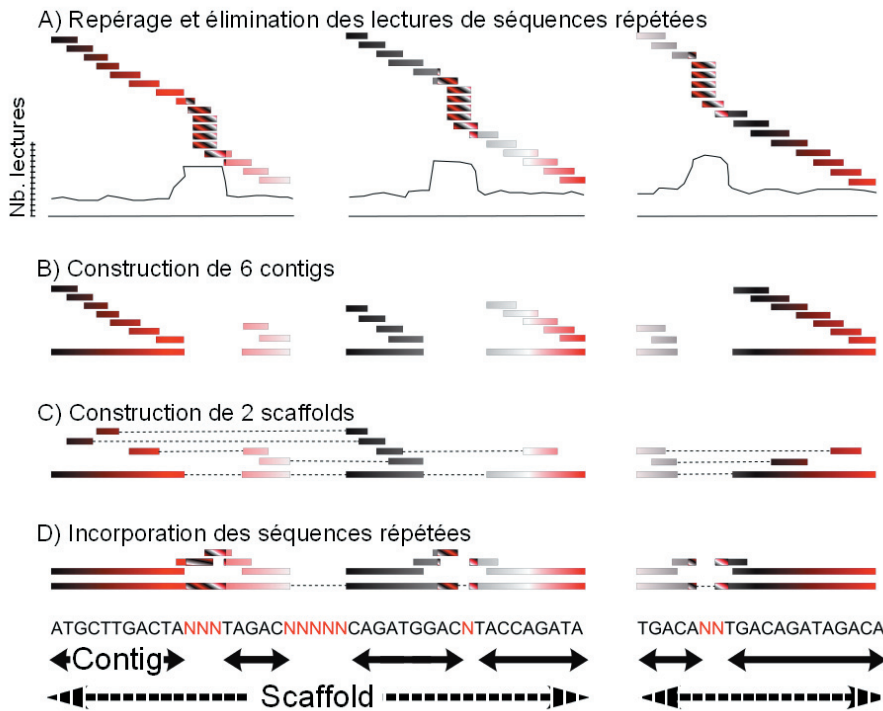 A) Repérage et élimination des lectures de séquences répétées
Nb. lectures
B) Construction de 6 contigs
C) Construction de 2 scaffolds
D) Incorporation des séquences répétées
ATGCTTGACTANNNTAGACNNNNNCAGATGGACNTACCAGATA TGACANNTGACAGATAGACA
Contig
Scaffold